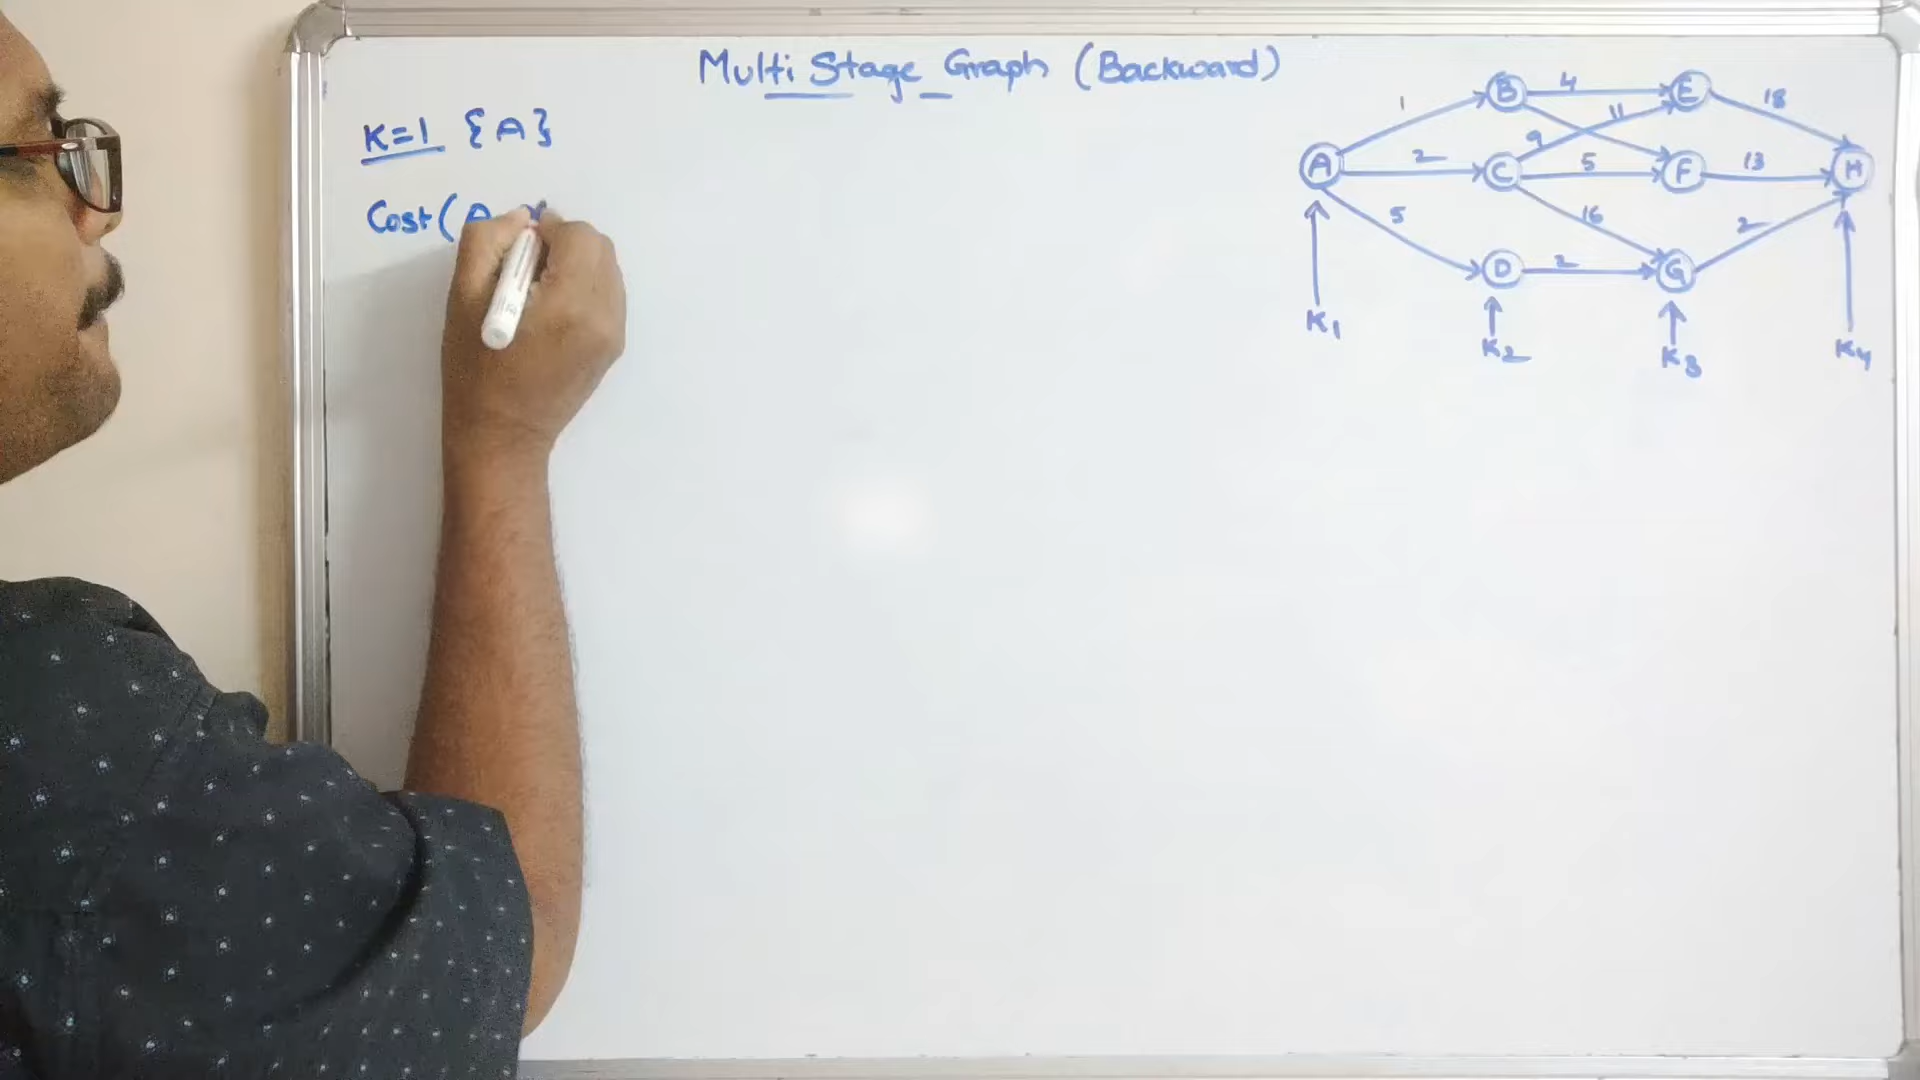 Multi Stage Graph (Backward)
K=1 {A}
Cost(A
1
B
4
E
18
9
11
A
2
C
5
F
13
H
5
16
2
D
2
G
K1
K2
K3
K4